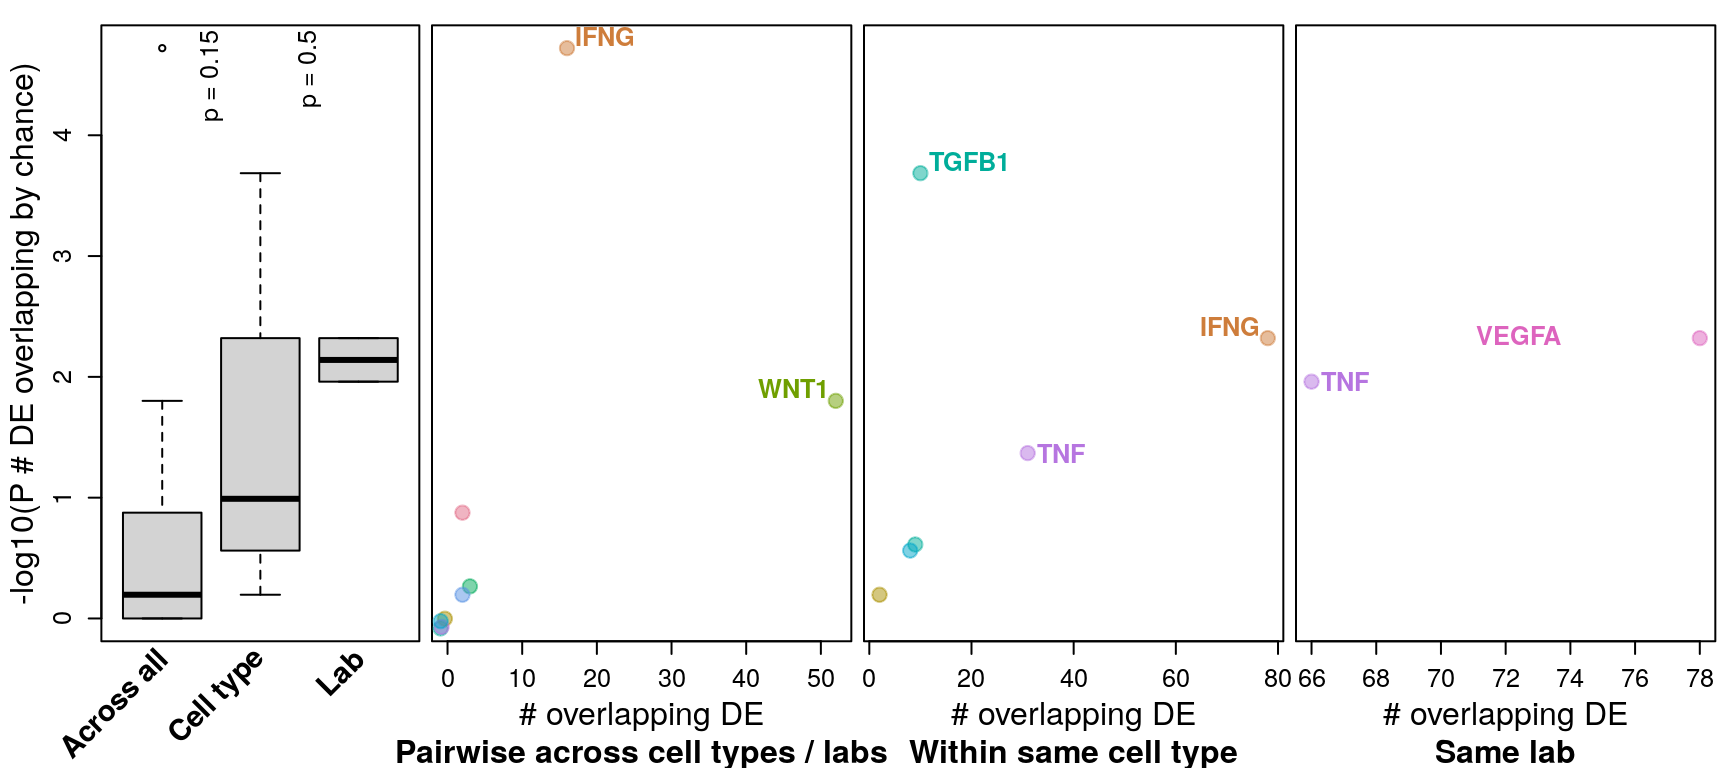 -log10(P # DE overlapping by chance)
0 1 2 3 4
p = 0.15
p = 0.5
Across all
Cell type
Lab
IFNG
WNT1
0 10 20 30 40 50
# overlapping DE
Pairwise across cell types / labs
TGFB1
IFNG
TNF
0 20 40 60 80
# overlapping DE
Within same cell type
VEGFA
TNF
66 68 70 72 74 76 78
# overlapping DE
Same lab